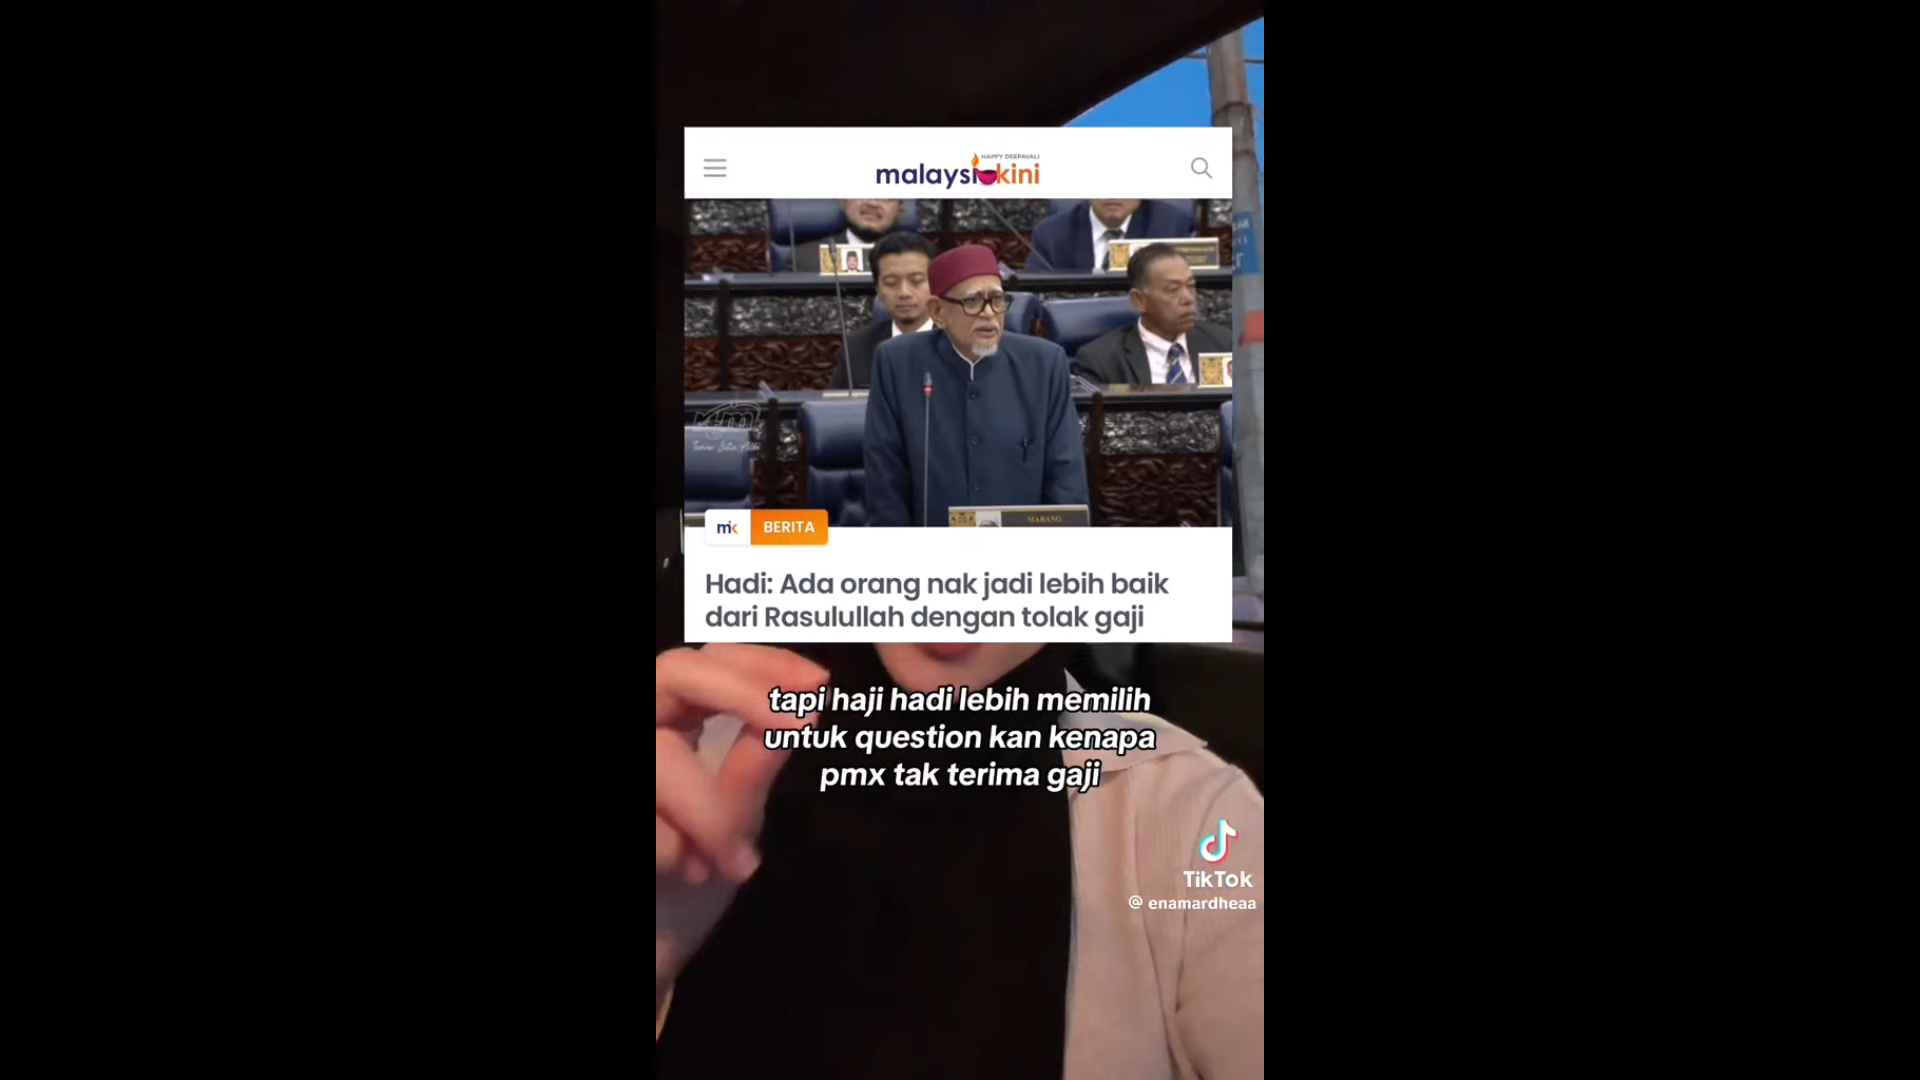 HAPPY DEEPAVALI
malaysiakini
MARANG
mk BERITA
Hadi: Ada orang nak jadi lebih baik
dari Rasulullah dengan tolak gaji
tapi haji hadi lebih memilih
untuk question kan kenapa
pmx tak terima gaji
TikTok
@ enamardheaa